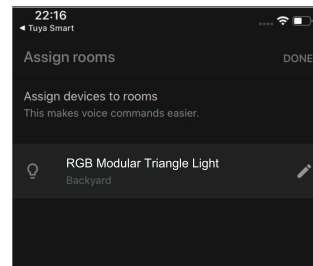 22:16
◄ Tuya Smart
Assign rooms DONE
Assign devices to rooms
This makes voice commands easier.
RGB Modular Triangle Light
Backyard